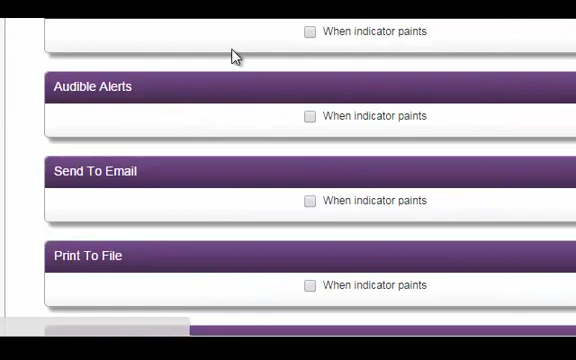 When indicator paints
Audible Alerts
When indicator paints
Send To Email
When indicator paints
Print To File
When indicator paints